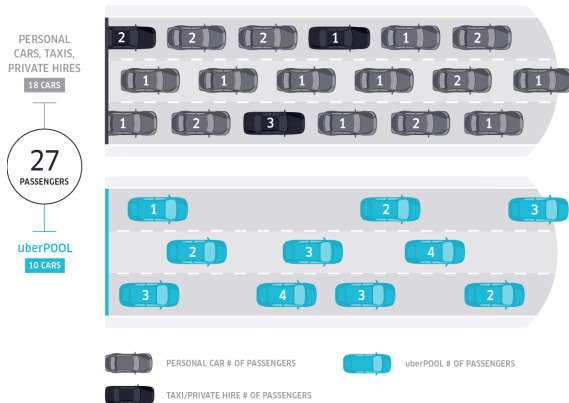 PERSONAL
CARS, TAXIS,
PRIVATE HIRES
18 CARS
27
PASSENGERS
uberPOOL
10 CARS
2 2 2 1 1 2
1 1 1 1 2 1
1 2 3 1 2 1
1 2 3
2 3 4
3 4 3 2
PERSONAL CAR # OF PASSENGERS
uberPOOL # OF PASSENGERS
TAXI/PRIVATE HIRE # OF PASSENGERS